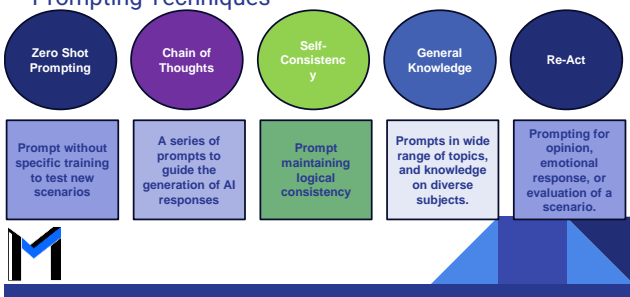 Prompting Techniques
Zero Shot
Prompting
Chain of
Thoughts
Self-
Consistenc
y
General
Knowledge
Re-Act
Prompt without
specific training
to test new
scenarios
A series of
prompts to
guide the
generation of AI
responses
Prompt
maintaining
logical
consistency
Prompts in wide
range of topics,
and knowledge
on diverse
subjects.
Prompting for
opinion,
emotional
response, or
evaluation of a
scenario.